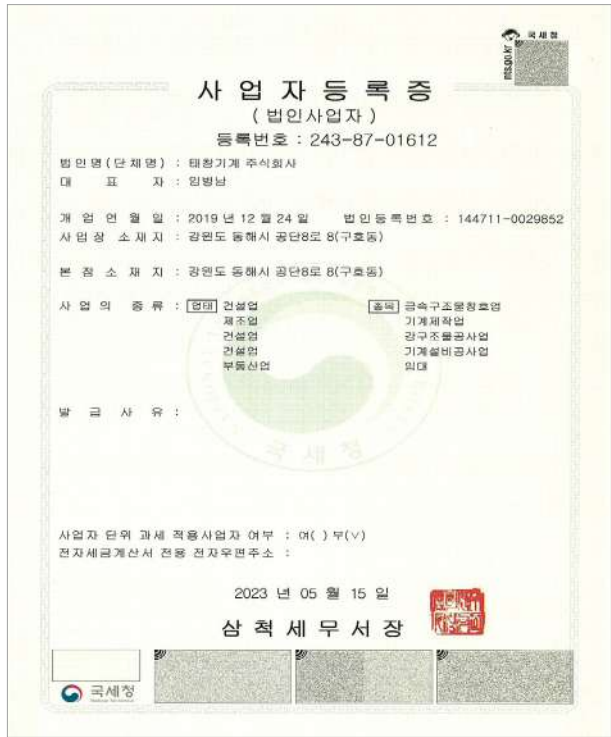 국세청
nts.go.kr
사업자등록증
(법인사업자)
등록번호 : 243-87-01612
법인명(단체명) : 태창기계 주식회사
대표자 : 임병남
개업연월일 : 2019 년 12 월 24 일 법인등록번호 : 144711-0029852
사업장 소재지 : 강원도 동해시 공단8로 8(구호동)
본점소재지 : 강원도 동해시 공단8로 8(구호동)
사업의 종류 : 업태 건설업 종목 금속구조물창호업
제조업 기계제작업
건설업 강구조물공사업
건설업 기계설비공사업
부동산업 임대
발급사유 :
국세청
사업자 단위 과세 적용사업자 여부 : 여( ) 부(∨)
전자세금계산서 전용 전자우편주소 :
2023 년 05 월 15 일
삼척세무서장
국세청